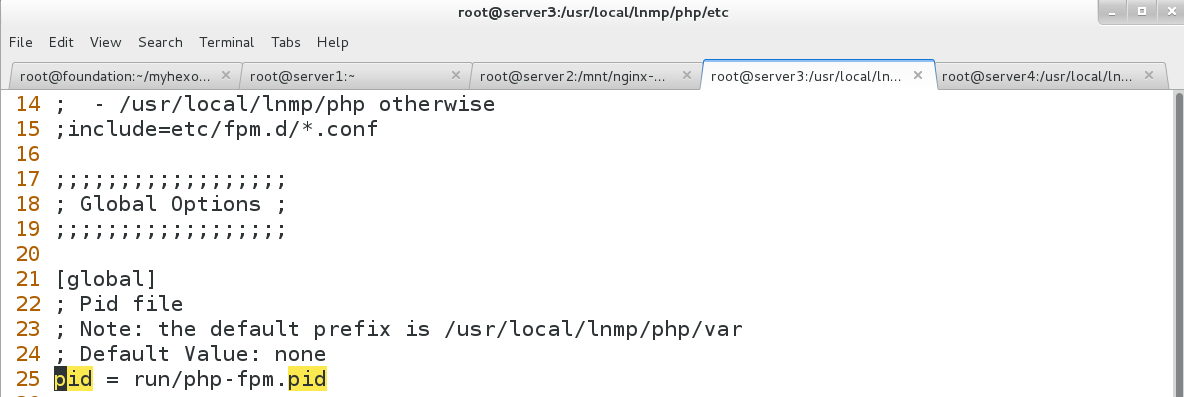 root@server3:/usr/local/lnmp/php/etc
File Edit View Search Terminal Tabs Help
root@foundation:~/myhexo... root@server1:~ root@server2:/mnt/nginx-... root@server3:/usr/local/ln... root@server4:/usr/local/ln...
14 ;  - /usr/local/lnmp/php otherwise
15 ;include=etc/fpm.d/*.conf
16
17 ;;;;;;;;;;;;;;;;;;
18 ; Global Options ;
19 ;;;;;;;;;;;;;;;;;;
20
21 [global]
22 ; Pid file
23 ; Note: the default prefix is /usr/local/lnmp/php/var
24 ; Default Value: none
25 pid = run/php-fpm.pid